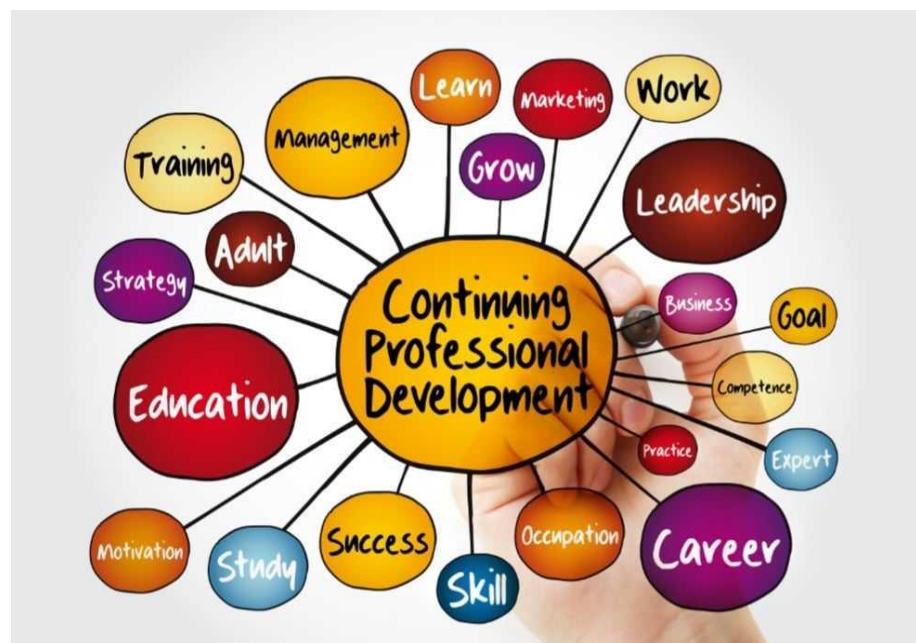 Learn
Marketing
Work
Management
Training
Grow
Leadership
Adult
Strategy
Continuing
Professional
Development
Business
Goal
Education
Competence
Practice
Expert
Motivation
Study
Success
Skill
Occupation
Career